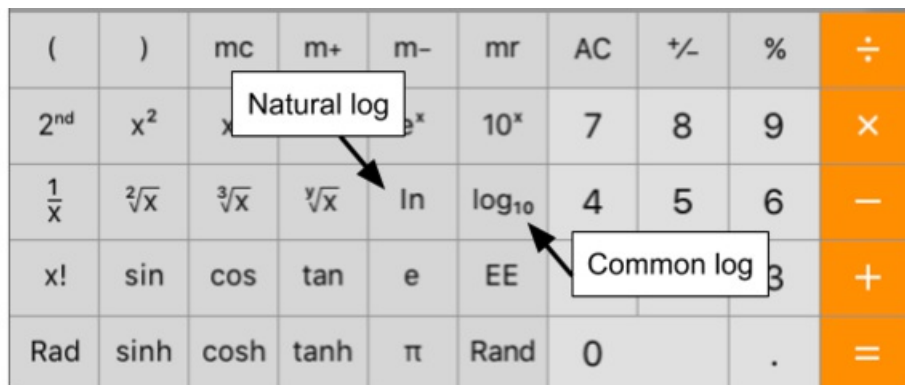 ( ) mc m+ m− mr AC ⁺∕₋ % ÷
Natural log
2ⁿᵈ x² x eˣ 10ˣ 7 8 9 ×
¹∕ₓ ²√x ³√x ʸ√x ln log₁₀ 4 5 6 −
Common log
x! sin cos tan e EE 3 +
Rad sinh cosh tanh π Rand 0 . =